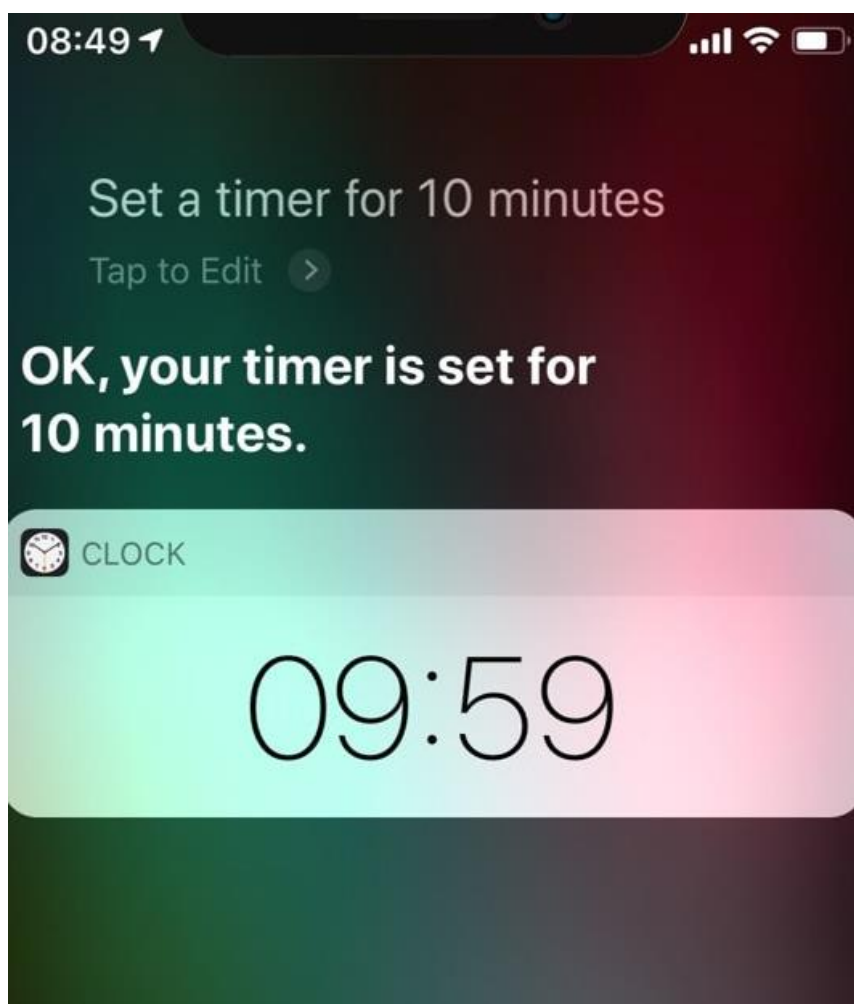 08:49
Set a timer for 10 minutes
Tap to Edit
OK, your timer is set for
10 minutes.
CLOCK
09:59